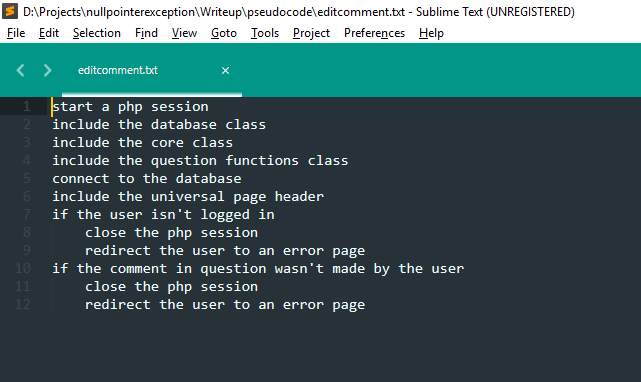 D:\Projects\nullpointerexception\Writeup\pseudocode\editcomment.txt - Sublime Text (UNREGISTERED)
File Edit Selection Find View Goto Tools Project Preferences Help
editcomment.txt ×
1 start a php session
2 include the database class
3 include the core class
4 include the question functions class
5 connect to the database
6 include the universal page header
7 if the user isn't logged in
8 close the php session
9 redirect the user to an error page
10 if the comment in question wasn't made by the user
11 close the php session
12 redirect the user to an error page